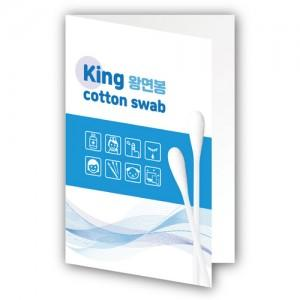 King 왕면봉
cotton swab